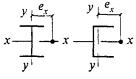 y e_x y e_x
x x x x
y y